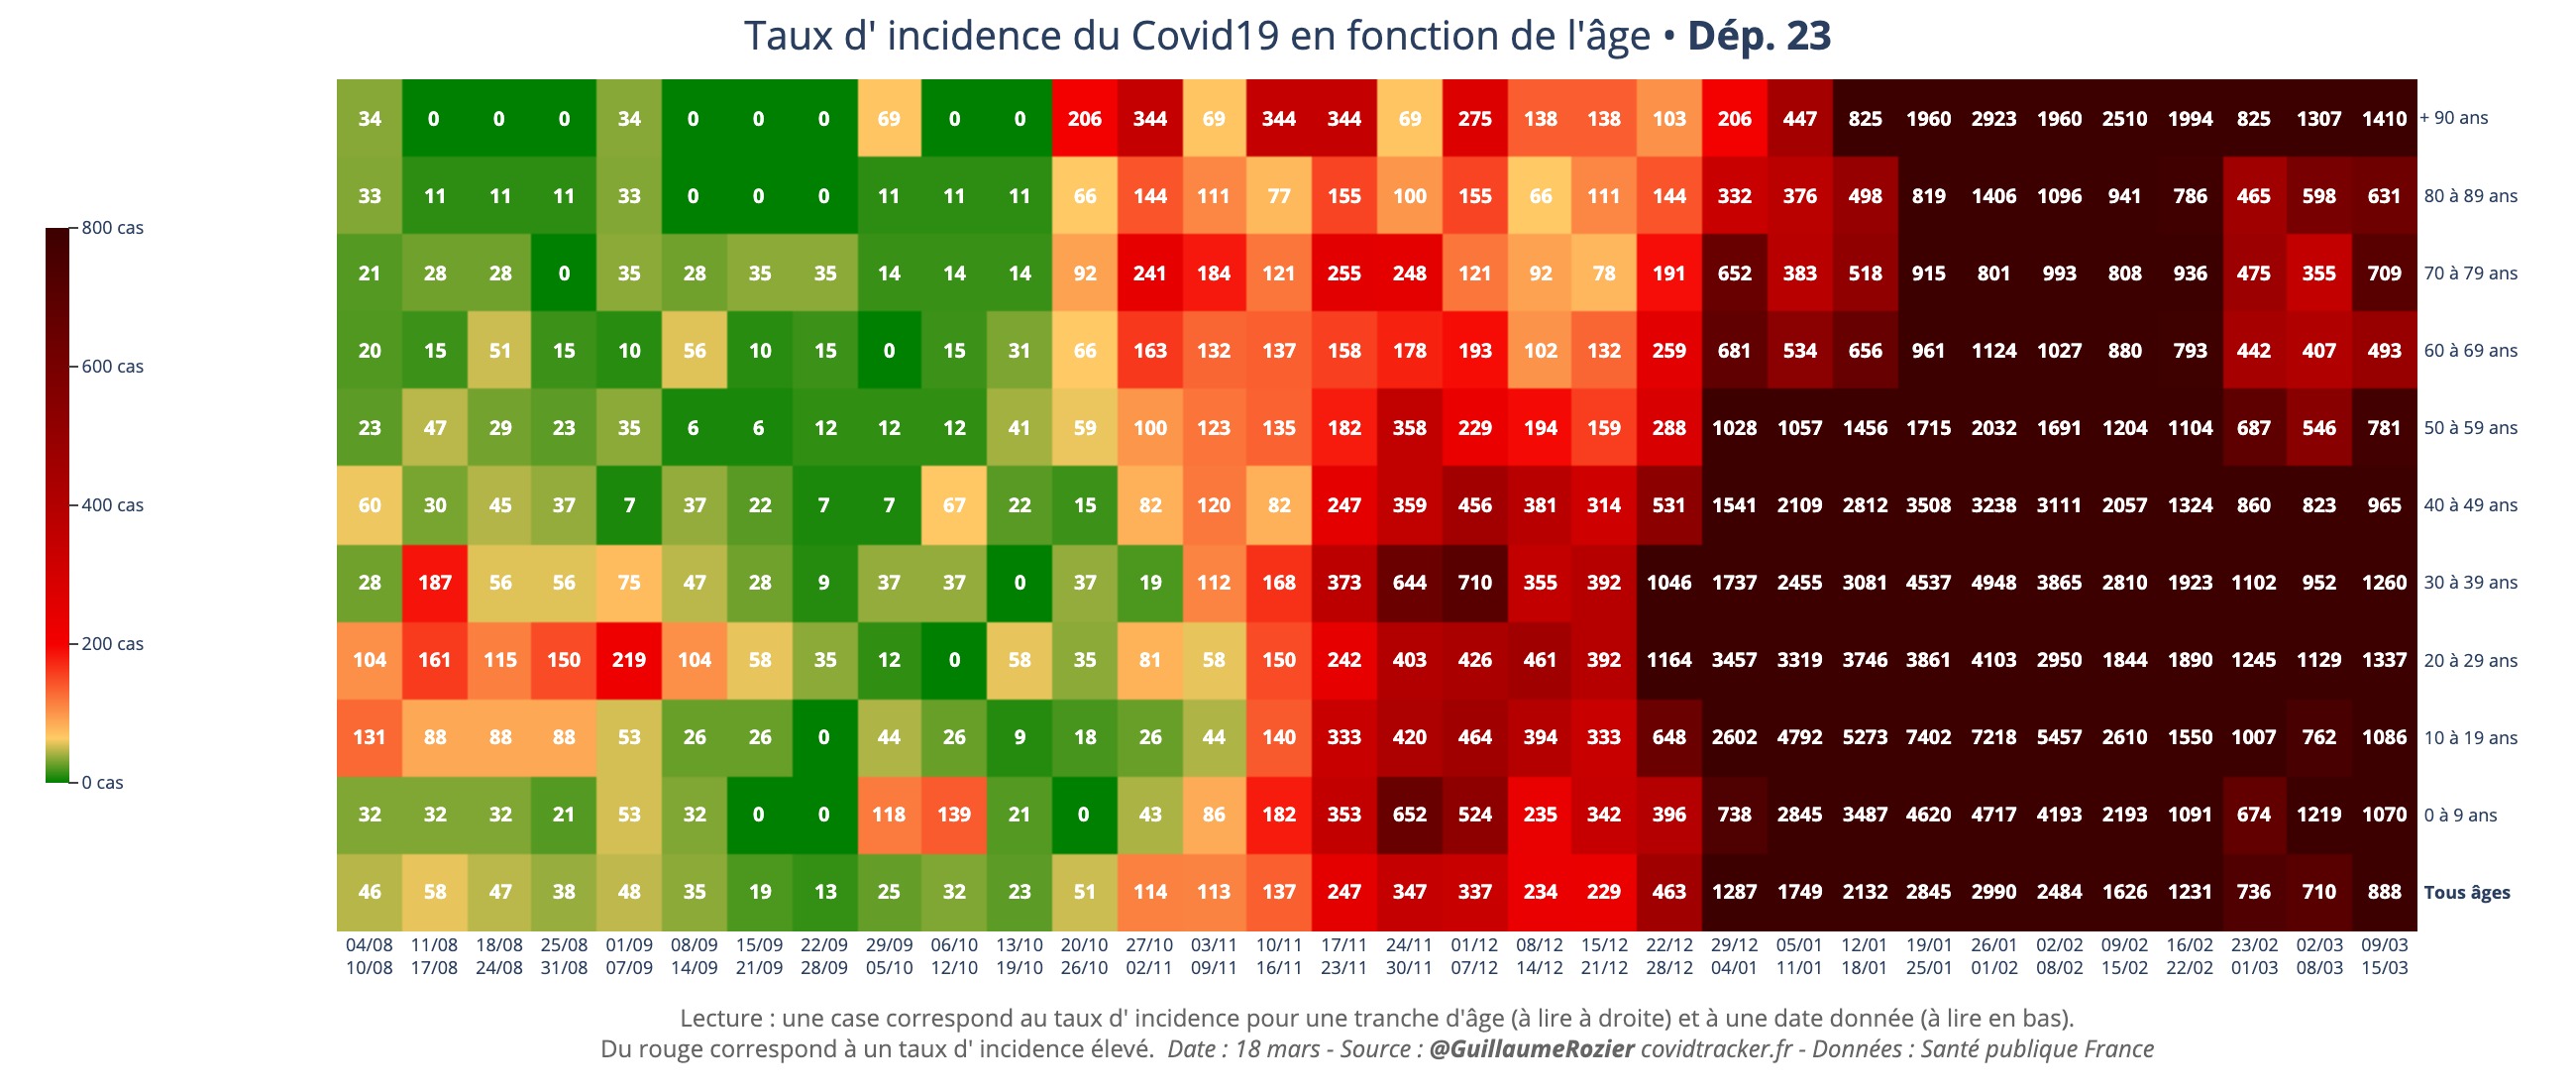 Taux d' incidence du Covid19 en fonction de l'âge • Dép. 23
34 0 0 0 34 0 0 0 69 0 0 206 344 69 344 344 69 275 138 138 103 206 447 825 1960 2923 1960 2510 1994 825 1307 1410 + 90 ans
33 11 11 11 33 0 0 0 11 11 11 66 144 111 77 155 100 155 66 111 144 332 376 498 819 1406 1096 941 786 465 598 631 80 à 89 ans
800 cas
21 28 28 0 35 28 35 35 14 14 14 92 241 184 121 255 248 121 92 78 191 652 383 518 915 801 993 808 936 475 355 709 70 à 79 ans
20 15 51 15 10 56 10 15 0 15 31 66 163 132 137 158 178 193 102 132 259 681 534 656 961 1124 1027 880 793 442 407 493 60 à 69 ans
600 cas
23 47 29 23 35 6 6 12 12 12 41 59 100 123 135 182 358 229 194 159 288 1028 1057 1456 1715 2032 1691 1204 1104 687 546 781 50 à 59 ans
400 cas
60 30 45 37 7 37 22 7 7 67 22 15 82 120 82 247 359 456 381 314 531 1541 2109 2812 3508 3238 3111 2057 1324 860 823 965 40 à 49 ans
28 187 56 56 75 47 28 9 37 37 0 37 19 112 168 373 644 710 355 392 1046 1737 2455 3081 4537 4948 3865 2810 1923 1102 952 1260 30 à 39 ans
200 cas
104 161 115 150 219 104 58 35 12 0 58 35 81 58 150 242 403 426 461 392 1164 3457 3319 3746 3861 4103 2950 1844 1890 1245 1129 1337 20 à 29 ans
131 88 88 88 53 26 26 0 44 26 9 18 26 44 140 333 420 464 394 333 648 2602 4792 5273 7402 7218 5457 2610 1550 1007 762 1086 10 à 19 ans
0 cas
32 32 32 21 53 32 0 0 118 139 21 0 43 86 182 353 652 524 235 342 396 738 2845 3487 4620 4717 4193 2193 1091 674 1219 1070 0 à 9 ans
46 58 47 38 48 35 19 13 25 32 23 51 114 113 137 247 347 337 234 229 463 1287 1749 2132 2845 2990 2484 1626 1231 736 710 888 Tous âges
04/08 11/08 18/08 25/08 01/09 08/09 15/09 22/09 29/09 06/10 13/10 20/10 27/10 03/11 10/11 17/11 24/11 01/12 08/12 15/12 22/12 29/12 05/01 12/01 19/01 26/01 02/02 09/02 16/02 23/02 02/03 09/03
10/08 17/08 24/08 31/08 07/09 14/09 21/09 28/09 05/10 12/10 19/10 26/10 02/11 09/11 16/11 23/11 30/11 07/12 14/12 21/12 28/12 04/01 11/01 18/01 25/01 01/02 08/02 15/02 22/02 01/03 08/03 15/03
Lecture : une case correspond au taux d' incidence pour une tranche d'âge (à lire à droite) et à une date donnée (à lire en bas).
Du rouge correspond à un taux d' incidence élevé. Date : 18 mars - Source : @GuillaumeRozier covidtracker.fr - Données : Santé publique France